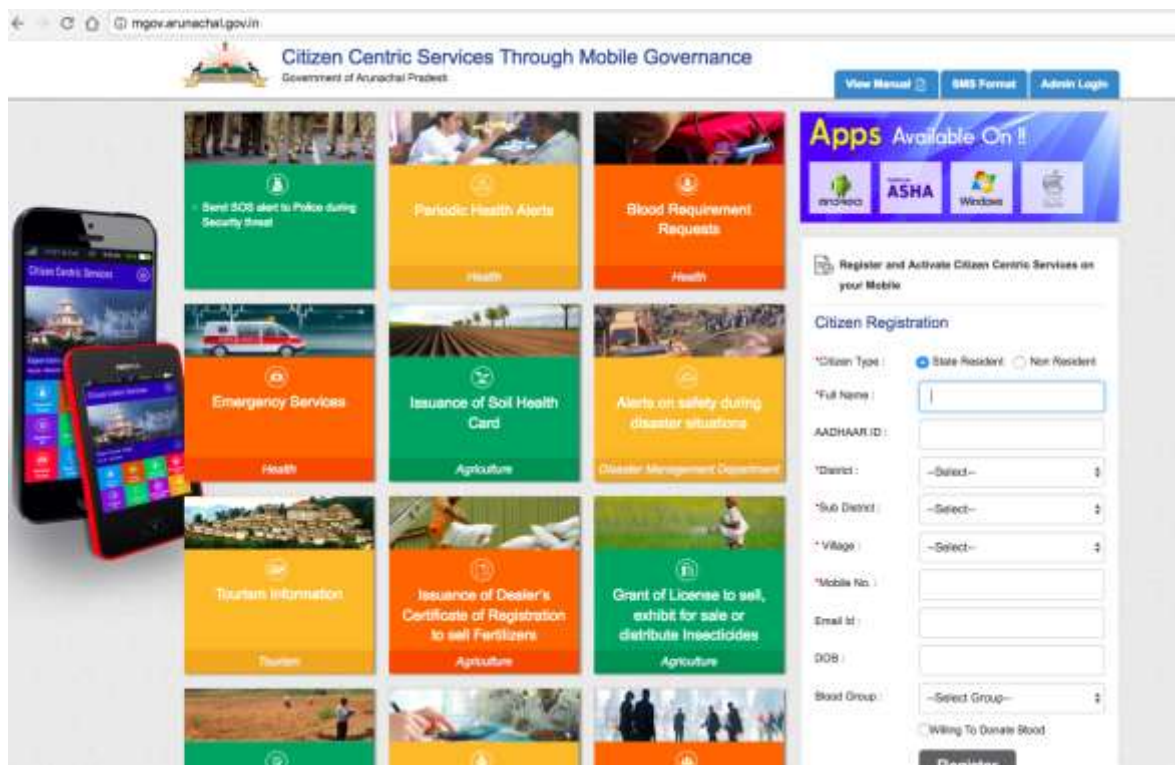 mgov.arunachal.gov.in
Citizen Centric Services Through Mobile Governance
Government of Arunachal Pradesh
View Manual
SMS Format
Admin Login
Send SOS alert to Police during
Security threat
Periodic Health Alerts
Health
Blood Requirement
Requests
Health
Emergency Services
Health
Issuance of Soil Health
Card
Agriculture
Alerts on safety during
disaster situations
Disaster Management Department
Tourism Information
Tourism
Issuance of Dealer's
Certificate of Registration
to sell Fertilizers
Agriculture
Grant of License to sell,
exhibit for sale or
distribute Insecticides
Agriculture
Citizen Centric Services
Apps Available On !!
ANDROID
ASHA
Windows
Register and Activate Citizen Centric Services on
your Mobile
Citizen Registration
*Citizen Type : State Resident Non Resident
*Full Name :
AADHAAR ID :
*District : --Select--
*Sub District : --Select--
* Village : --Select--
*Mobile No. :
Email Id :
DOB :
Blood Group : --Select Group--
Willing To Donate Blood
Register